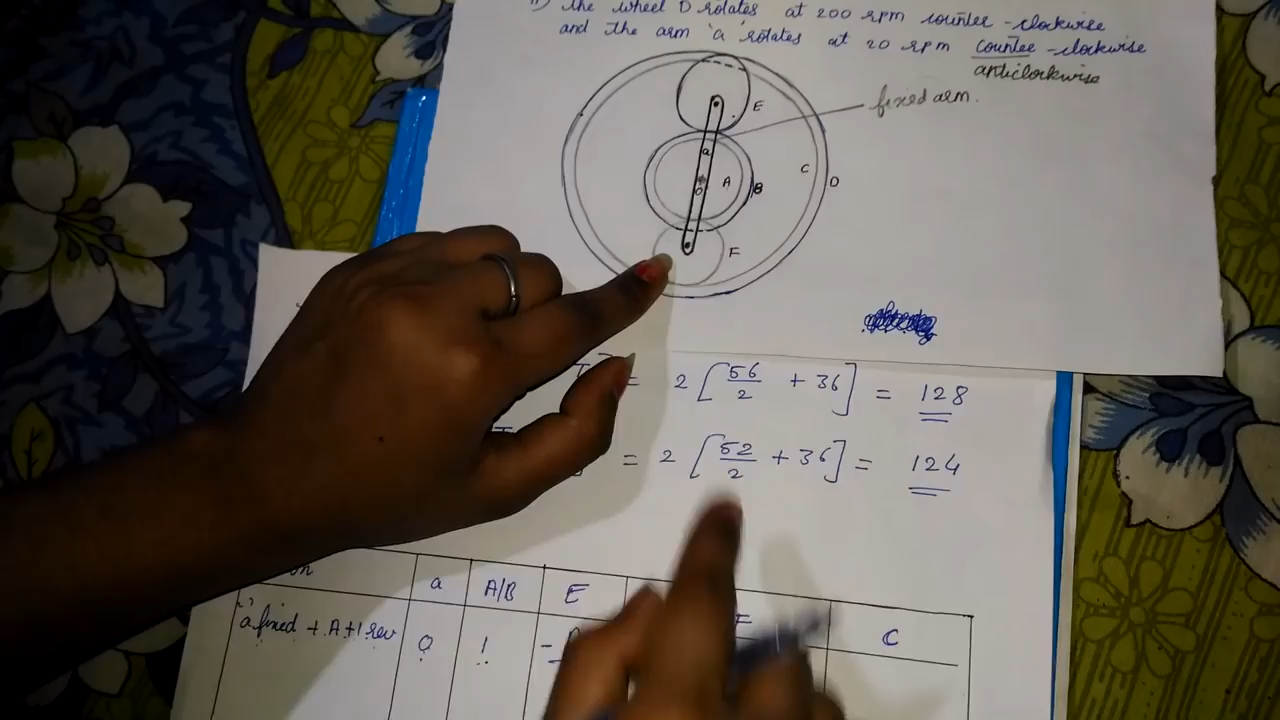 the wheel D rotates at 200 rpm counter-clockwise
and the arm 'a' rotates at 20 rpm counter-clockwise
anticlockwise
E
fixed arm.
a
C
D
A
B
O
F
= 2 [56/2 + 36] = 128
= 2 [52/2 + 36] = 124
a A/B E F C
'a' fixed + A +1 rev 0 1 -